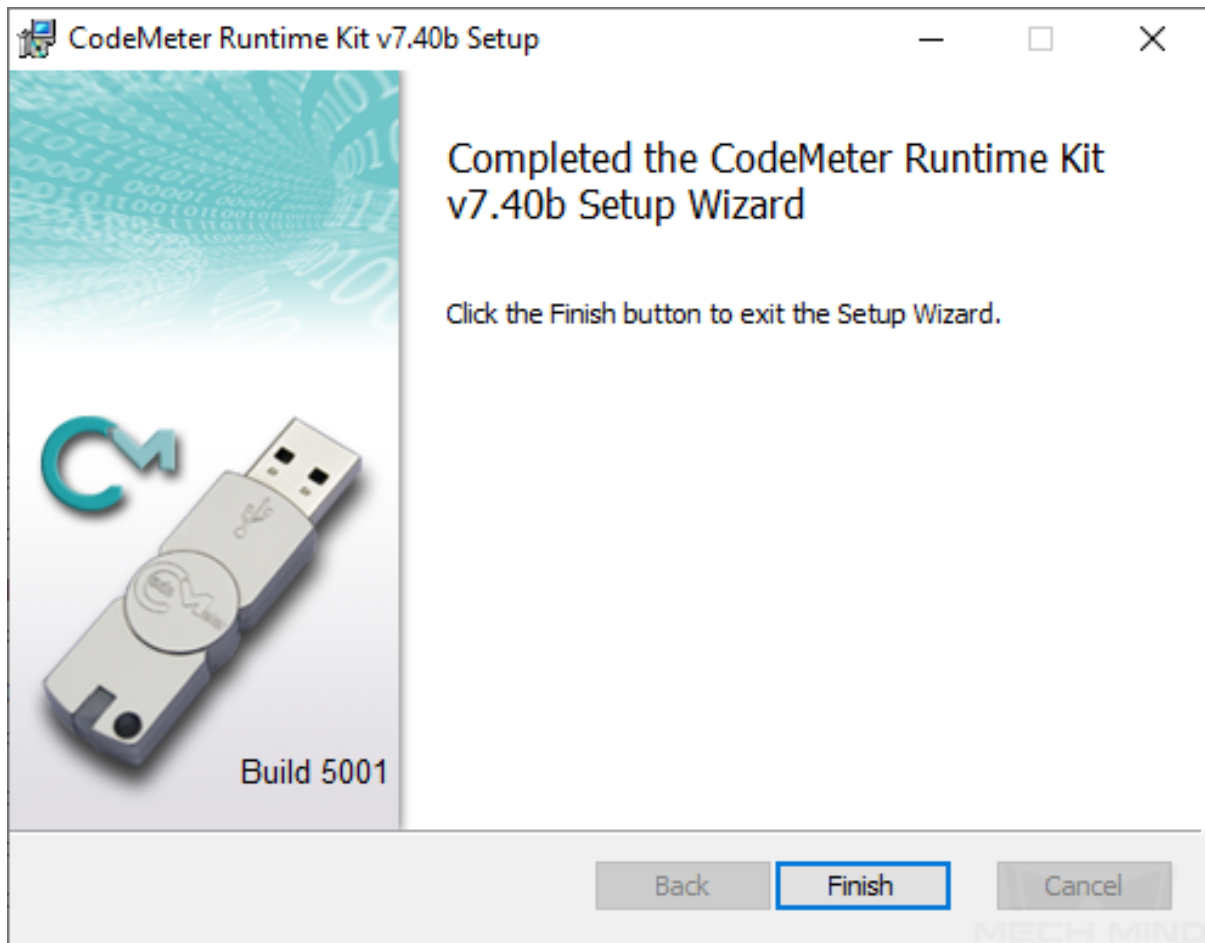 CodeMeter Runtime Kit v7.40b Setup
Completed the CodeMeter Runtime Kit
v7.40b Setup Wizard
Click the Finish button to exit the Setup Wizard.
CM
Build 5001
Back
Finish
Cancel
MECH MIND